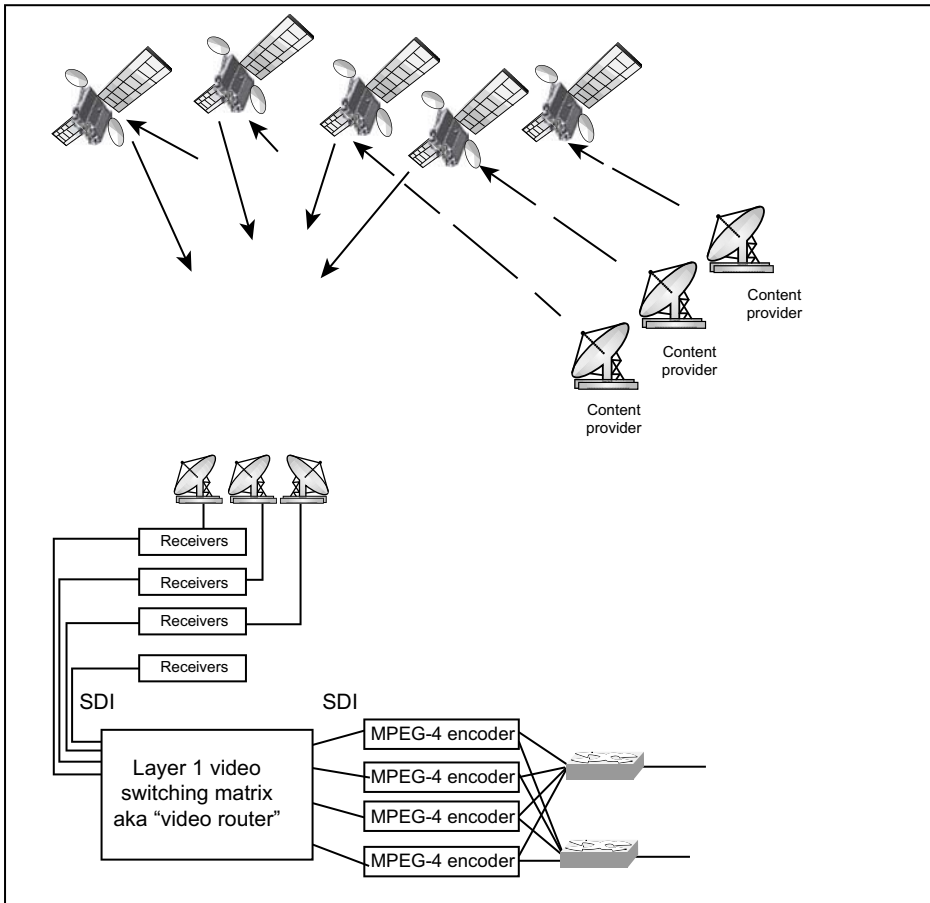 Content
provider
Content
provider
Content
provider
Receivers
Receivers
Receivers
Receivers
SDI
SDI
MPEG-4 encoder
MPEG-4 encoder
MPEG-4 encoder
MPEG-4 encoder
Layer 1 video
switching matrix
aka “video router”